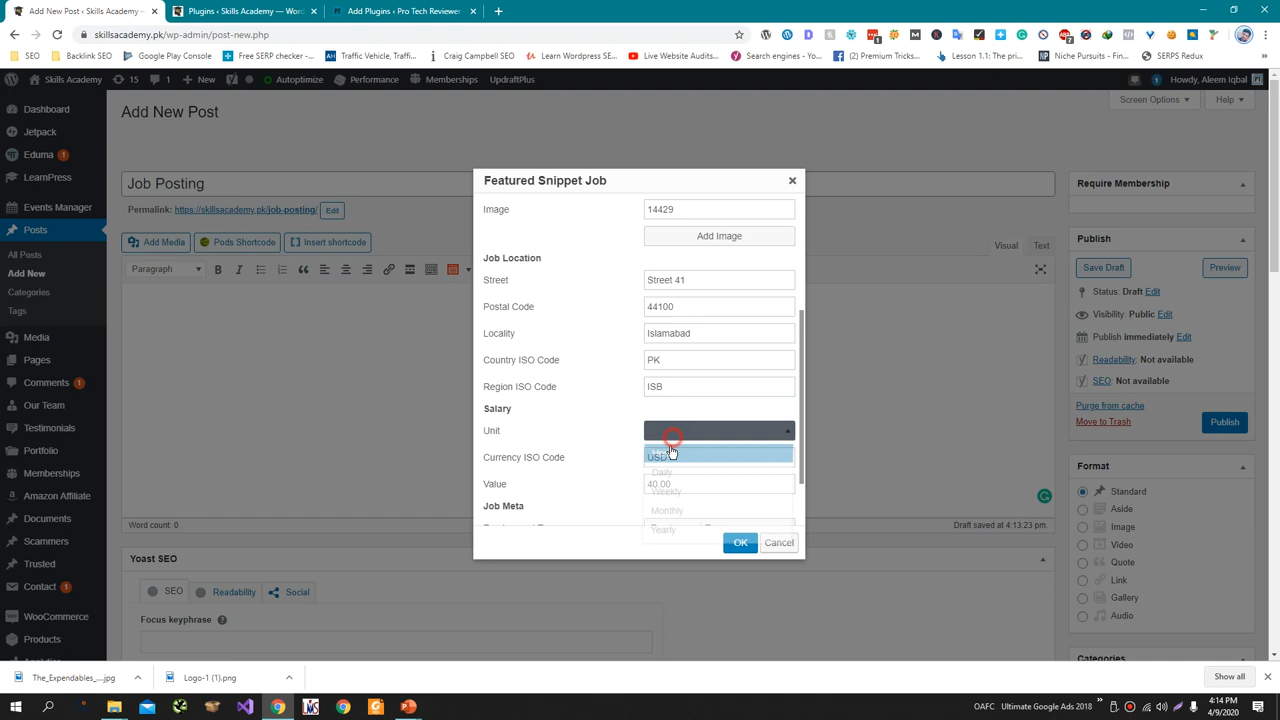 Add New Post ‹ Skills Academy — W
Plugins ‹ Skills Academy — Wor
Add Plugins ‹ Pro Tech Reviewer
skillsacademy.pk/wp-admin/post-new.php
SEO
Backlink SEO
Google Play Console
Free SERP checker -...
Traffic Vehicle, Traff...
Craig Campbell SEO
Learn Wordpress SE...
Live Website Audits...
Search engines - Yo...
(2) Premium Tricks...
Lesson 1.1: The pri...
Niche Pursuits - Fin...
SERPS Redux
Skills Academy
15
1
New
Autoptimize
Performance
Memberships
UpdraftPlus
Howdy, Aleem Iqbal
Dashboard
Jetpack
Eduma 1
LearnPress
Events Manager
Posts
All Posts
Add New
Categories
Tags
Media
Pages
Comments 1
Our Team
Testimonials
Portfolio
Memberships
Amazon Affiliate
Documents
Scammers
Trusted
Contact 1
WooCommerce
Products
Add New Post
Screen Options
Help
Job Posting
Permalink: https://skillsacademy.pk/job-posting/ Edit
Add Media
Pods Shortcode
Insert shortcode
Visual
Text
Paragraph
Word count: 0
Draft saved at 4:13:23 pm.
Yoast SEO
SEO
Readability
Social
Focus keyphrase
Featured Snippet Job
Image
14429
Add Image
Job Location
Street
Street 41
Postal Code
44100
Locality
Islamabad
Country ISO Code
PK
Region ISO Code
ISB
Salary
Unit
Currency ISO Code
USD
Daily
Value
40.00
Weekly
Job Meta
Monthly
Yearly
OK
Cancel
Require Membership
Publish
Save Draft
Preview
Status: Draft Edit
Visibility: Public Edit
Publish immediately Edit
Readability: Not available
SEO: Not available
Purge from cache
Move to Trash
Publish
Format
Standard
Aside
Image
Video
Quote
Link
Gallery
Audio
Categories
The_Expendables_....jpg
Logo-1 (1).png
Show all
OAFC
Ultimate Google Ads 2018
4:14 PM
4/9/2020